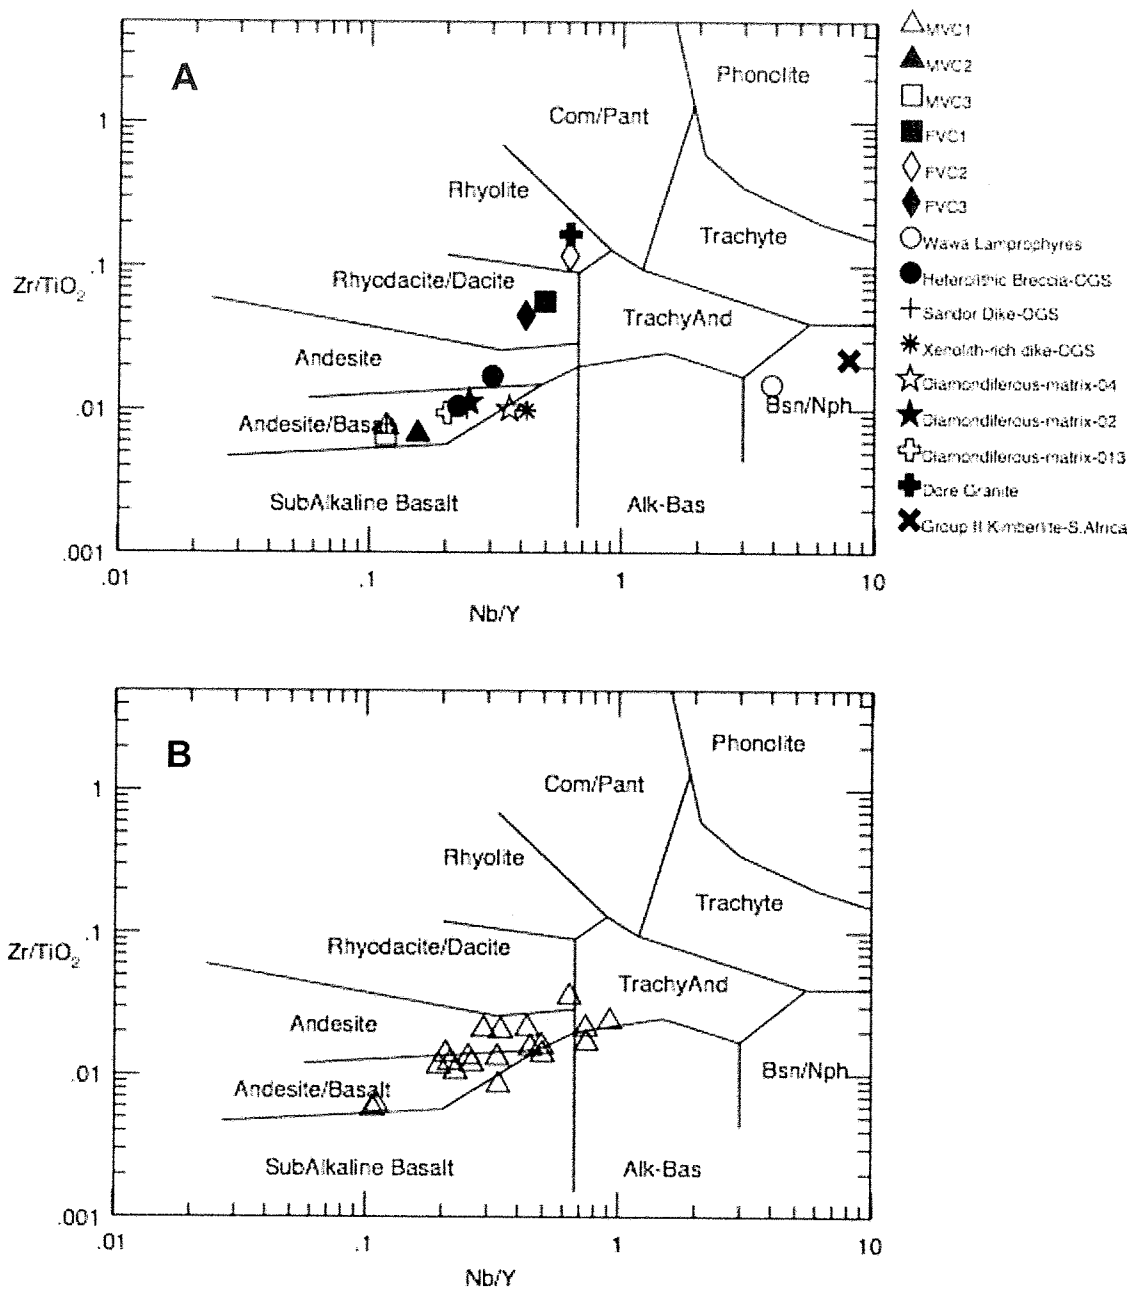 A
Phonolite
Com/Pant
Rhyolite
Trachyte
Rhyodacite/Dacite
TrachyAnd
Andesite
Andesite/Basalt
Bsn/Nph
SubAlkaline Basalt
Alk-Bas
Zr/TiO2
1
.1
.01
.001
.01
.1
1
10
Nb/Y
MVC1
MVC2
MVC3
FVC1
FVC2
FVC3
Wawa Lamprophyres
Heterolithic Breccia-OGS
Sandor Dike-OGS
Xenolith-rich dike-OGS
Diamondiferous-matrix-04
Diamondiferous-matrix-02
Diamondiferous-matrix-013
Dore Granite
Group II Kimberlite-S.Africa
B
Phonolite
Com/Pant
Rhyolite
Trachyte
Rhyodacite/Dacite
TrachyAnd
Andesite
Andesite/Basalt
Bsn/Nph
SubAlkaline Basalt
Alk-Bas
Zr/TiO2
1
.1
.01
.001
.01
.1
1
10
Nb/Y